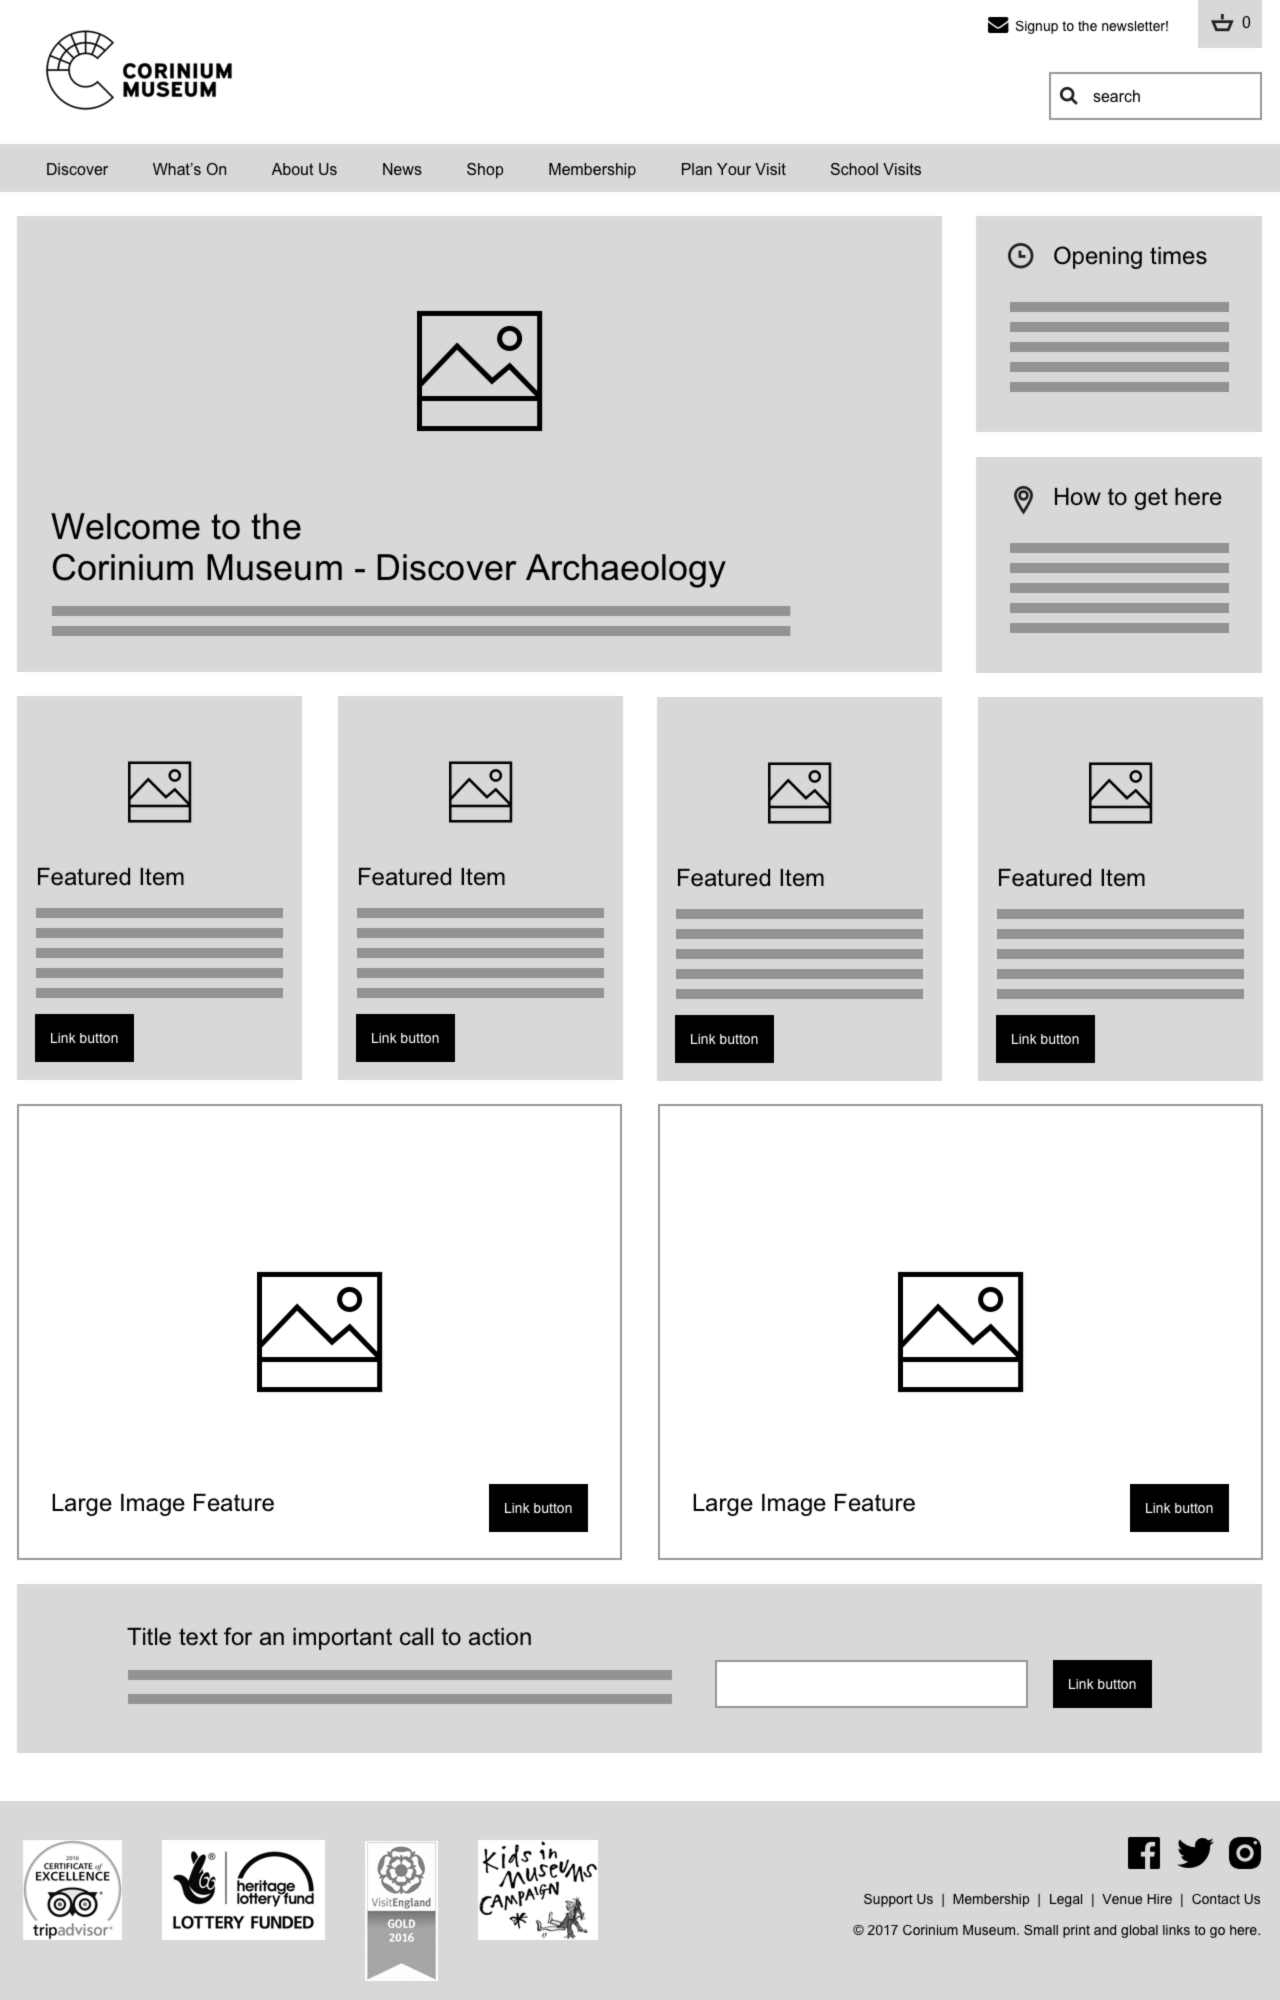 Signup to the newsletter!
0
CORINIUM
MUSEUM
search
Discover What's On About Us News Shop Membership Plan Your Visit School Visits
Opening times
How to get here
Welcome to the
Corinium Museum - Discover Archaeology
Featured Item
Link button
Featured Item
Link button
Featured Item
Link button
Featured Item
Link button
Large Image Feature
Link button
Large Image Feature
Link button
Title text for an important call to action
Link button
2016
CERTIFICATE of
EXCELLENCE
tripadvisor®
®
heritage
lottery fund
LOTTERY FUNDED
VisitEngland
GOLD
2016
Kids in
Museums
CAMPAIGN
Support Us | Membership | Legal | Venue Hire | Contact Us
© 2017 Corinium Museum. Small print and global links to go here.